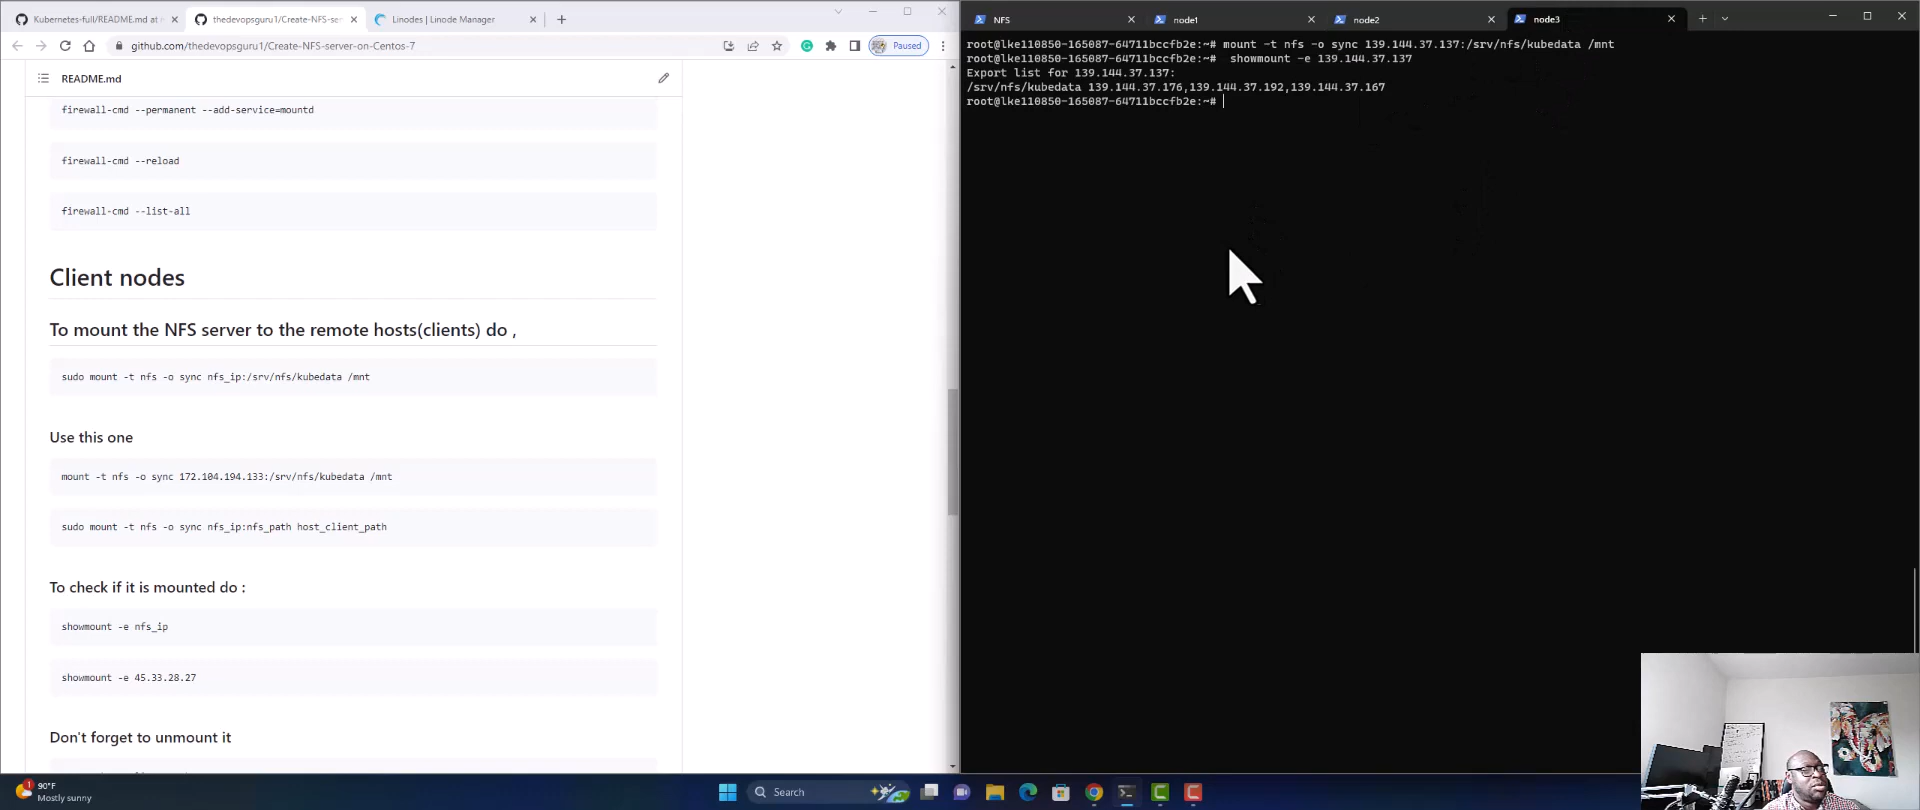 Kubernetes-full/README.md at
thedevopsguru1/Create-NFS-ser
Linodes | Linode Manager
github.com/thedevopsguru1/Create-NFS-server-on-Centos-7
Paused
README.md
firewall-cmd --permanent --add-service=mountd
firewall-cmd --reload
firewall-cmd --list-all
Client nodes
To mount the NFS server to the remote hosts(clients) do ,
sudo mount -t nfs -o sync nfs_ip:/srv/nfs/kubedata /mnt
Use this one
mount -t nfs -o sync 172.104.194.133:/srv/nfs/kubedata /mnt
sudo mount -t nfs -o sync nfs_ip:nfs_path host_client_path
To check if it is mounted do :
showmount -e nfs_ip
showmount -e 45.33.28.27
Don't forget to unmount it
NFS
node1
node2
node3
root@lke110850-165087-64711bccfb2e:~# mount -t nfs -o sync 139.144.37.137:/srv/nfs/kubedata /mnt
root@lke110850-165087-64711bccfb2e:~#  showmount -e 139.144.37.137
Export list for 139.144.37.137:
/srv/nfs/kubedata 139.144.37.176,139.144.37.192,139.144.37.167
root@lke110850-165087-64711bccfb2e:~#
1
90°F
Mostly sunny
Search